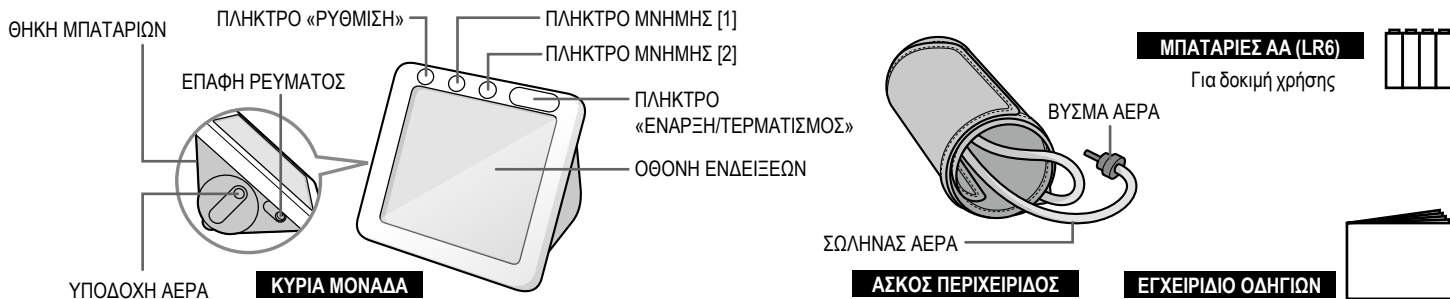 ΘΗΚΗ ΜΠΑΤΑΡΙΩΝ
ΠΛΗΚΤΡΟ «ΡΥΘΜΙΣΗ»
ΕΠΑΦΗ ΡΕΥΜΑΤΟΣ
ΠΛΗΚΤΡΟ ΜΝΗΜΗΣ [1]
ΠΛΗΚΤΡΟ ΜΝΗΜΗΣ [2]
ΠΛΗΚΤΡΟ
«ΕΝΑΡΞΗ/ΤΕΡΜΑΤΙΣΜΟΣ»
ΟΘΟΝΗ ΕΝΔΕΙΞΕΩΝ
ΥΠΟΔΟΧΗ ΑΕΡΑ
ΚΥΡΙΑ ΜΟΝΑΔΑ
ΒΥΣΜΑ ΑΕΡΑ
ΣΩΛΗΝΑΣ ΑΕΡΑ
ΑΣΚΟΣ ΠΕΡΙΧΕΙΡΙΔΟΣ
ΜΠΑΤΑΡΙΕΣ AA (LR6)
Για δοκιμή χρήσης
ΕΓΧΕΙΡΙΔΙΟ ΟΔΗΓΙΩΝ